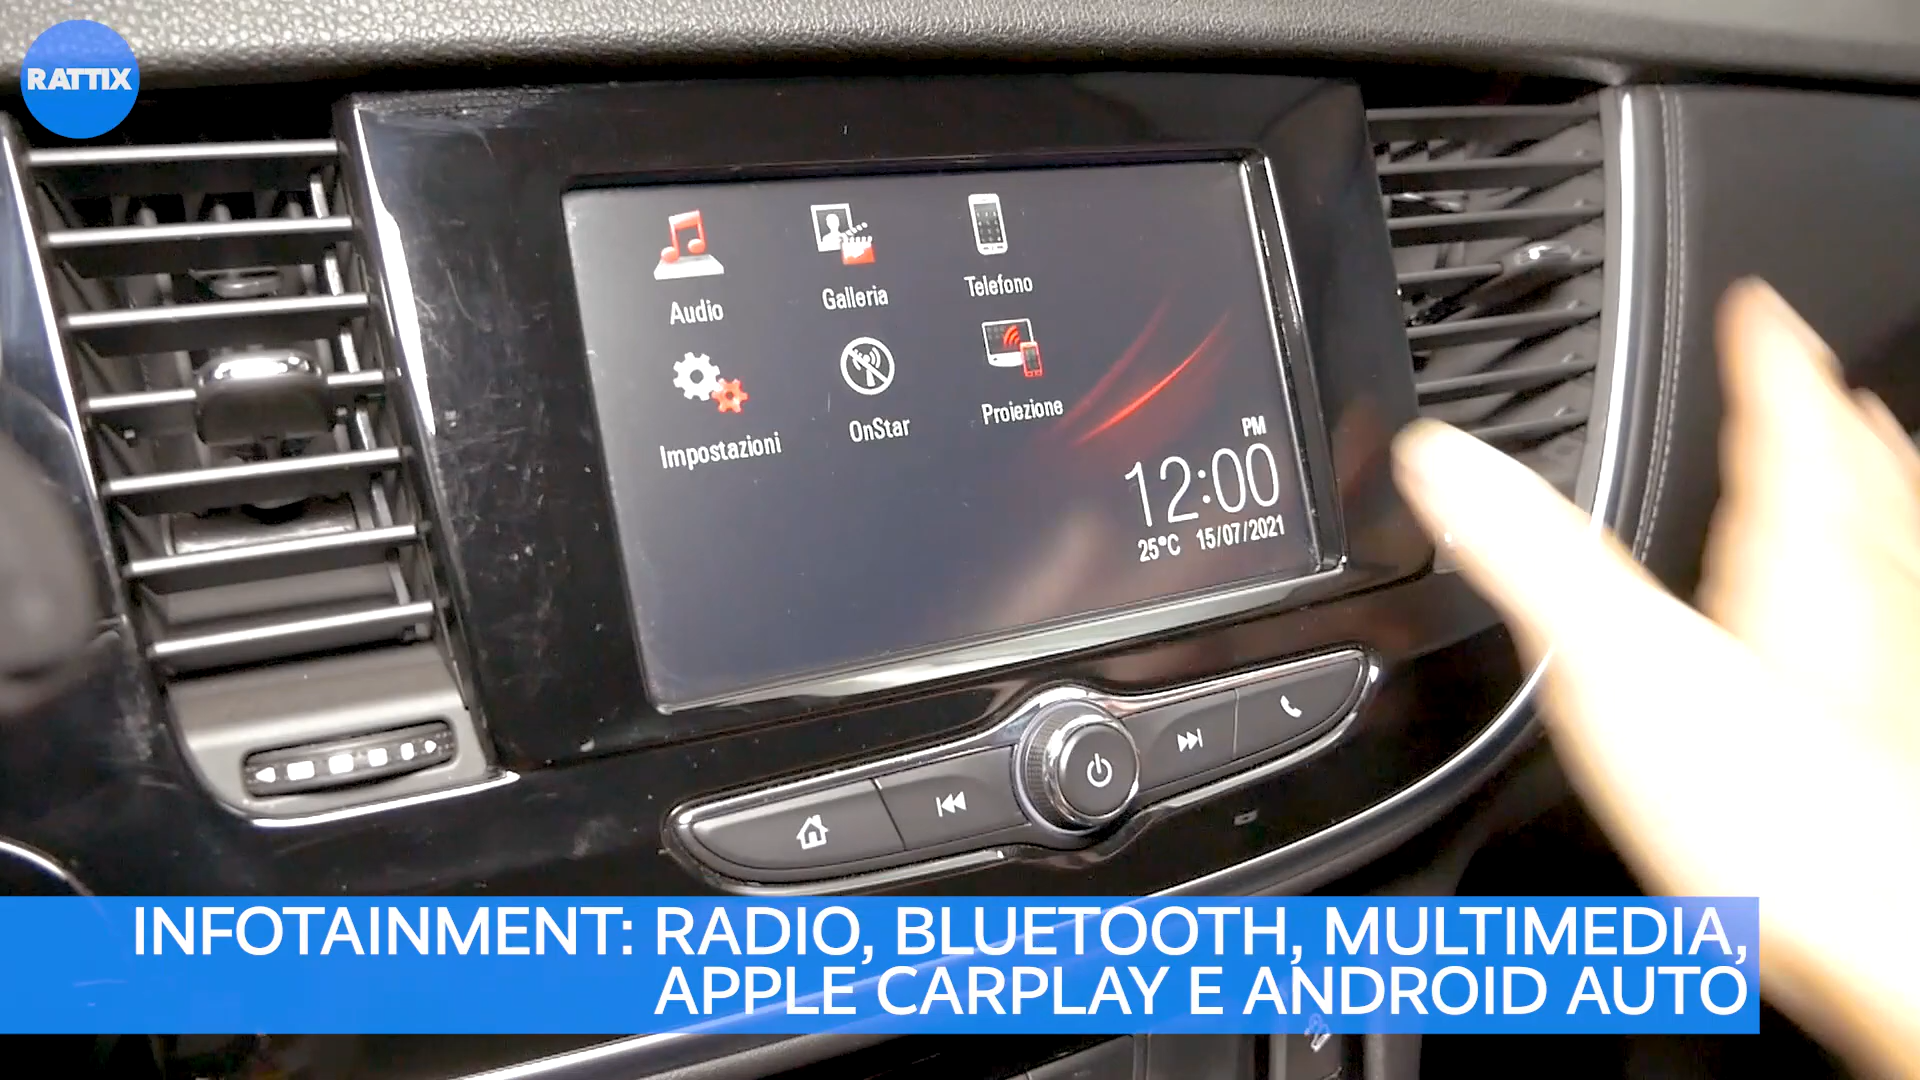 RATTIX
Audio
Galleria
Telefono
Impostazioni
OnStar
Proiezione
PM
12:00
25°C 15/07/2021
INFOTAINMENT: RADIO, BLUETOOTH, MULTIMEDIA,
APPLE CARPLAY E ANDROID AUTO